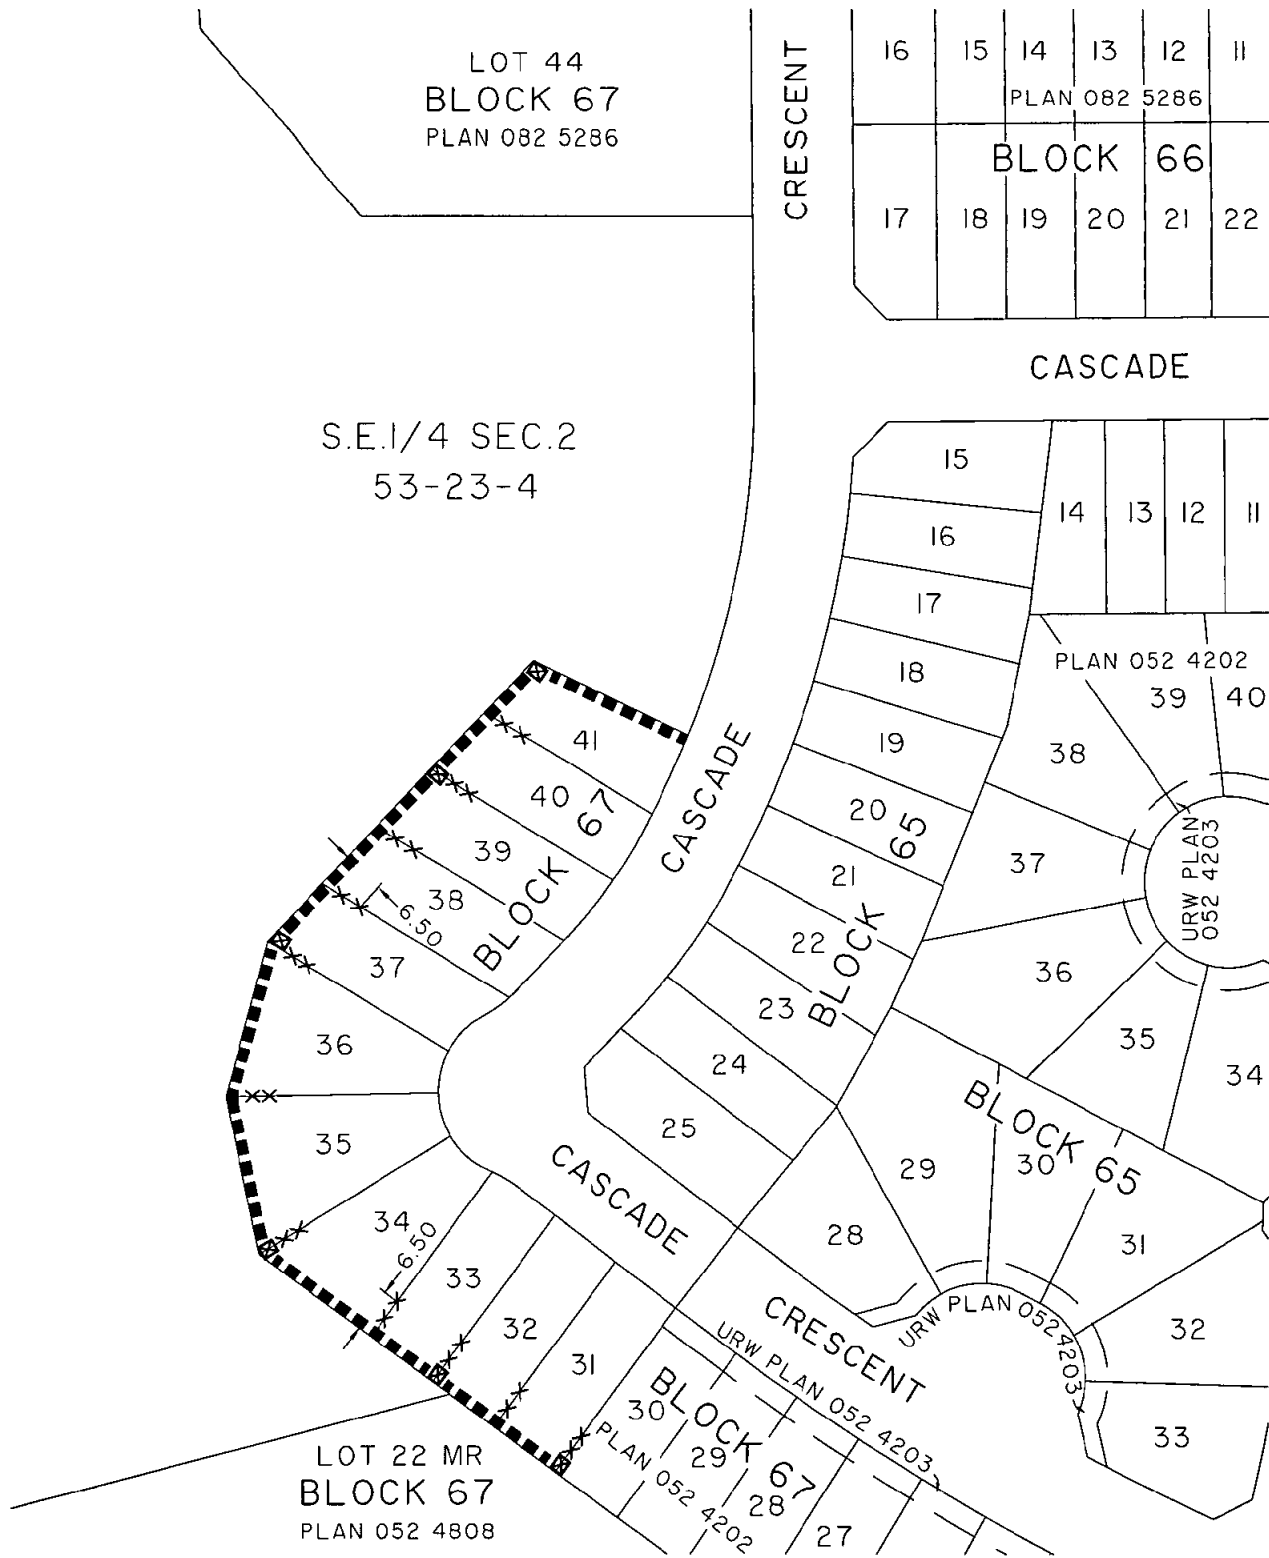 LOT 44
BLOCK 67
PLAN 082 5286
CRESCENT
16 15 14 13 12 11
PLAN 082 5286
BLOCK 66
17 18 19 20 21 22
CASCADE
S.E.1/4 SEC.2
53-23-4
15
16
17
18
19
20
21
22
23
24
25
BLOCK 65
14 13 12 11
PLAN 052 4202
39 40
38
37
36
35
34
URW PLAN
052 4203
41
40
39
38
37
36
35
34
33
32
31
BLOCK 67
6.50
6.50
CASCADE
CASCADE
CRESCENT
BLOCK 65
28
29
30
31
32
33
URW PLAN 052 4203
URW PLAN 052 4203
BLOCK 67
PLAN 052 4202
30
29
28
27
LOT 22 MR
BLOCK 67
PLAN 052 4808